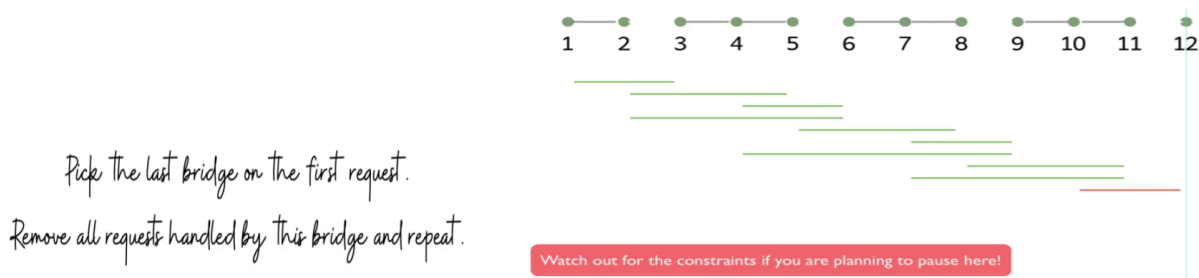 1 2 3 4 5 6 7 8 9 10 11 12
Pick the last bridge on the first request.
Remove all requests handled by this bridge and repeat.
Watch out for the constraints if you are planning to pause here!